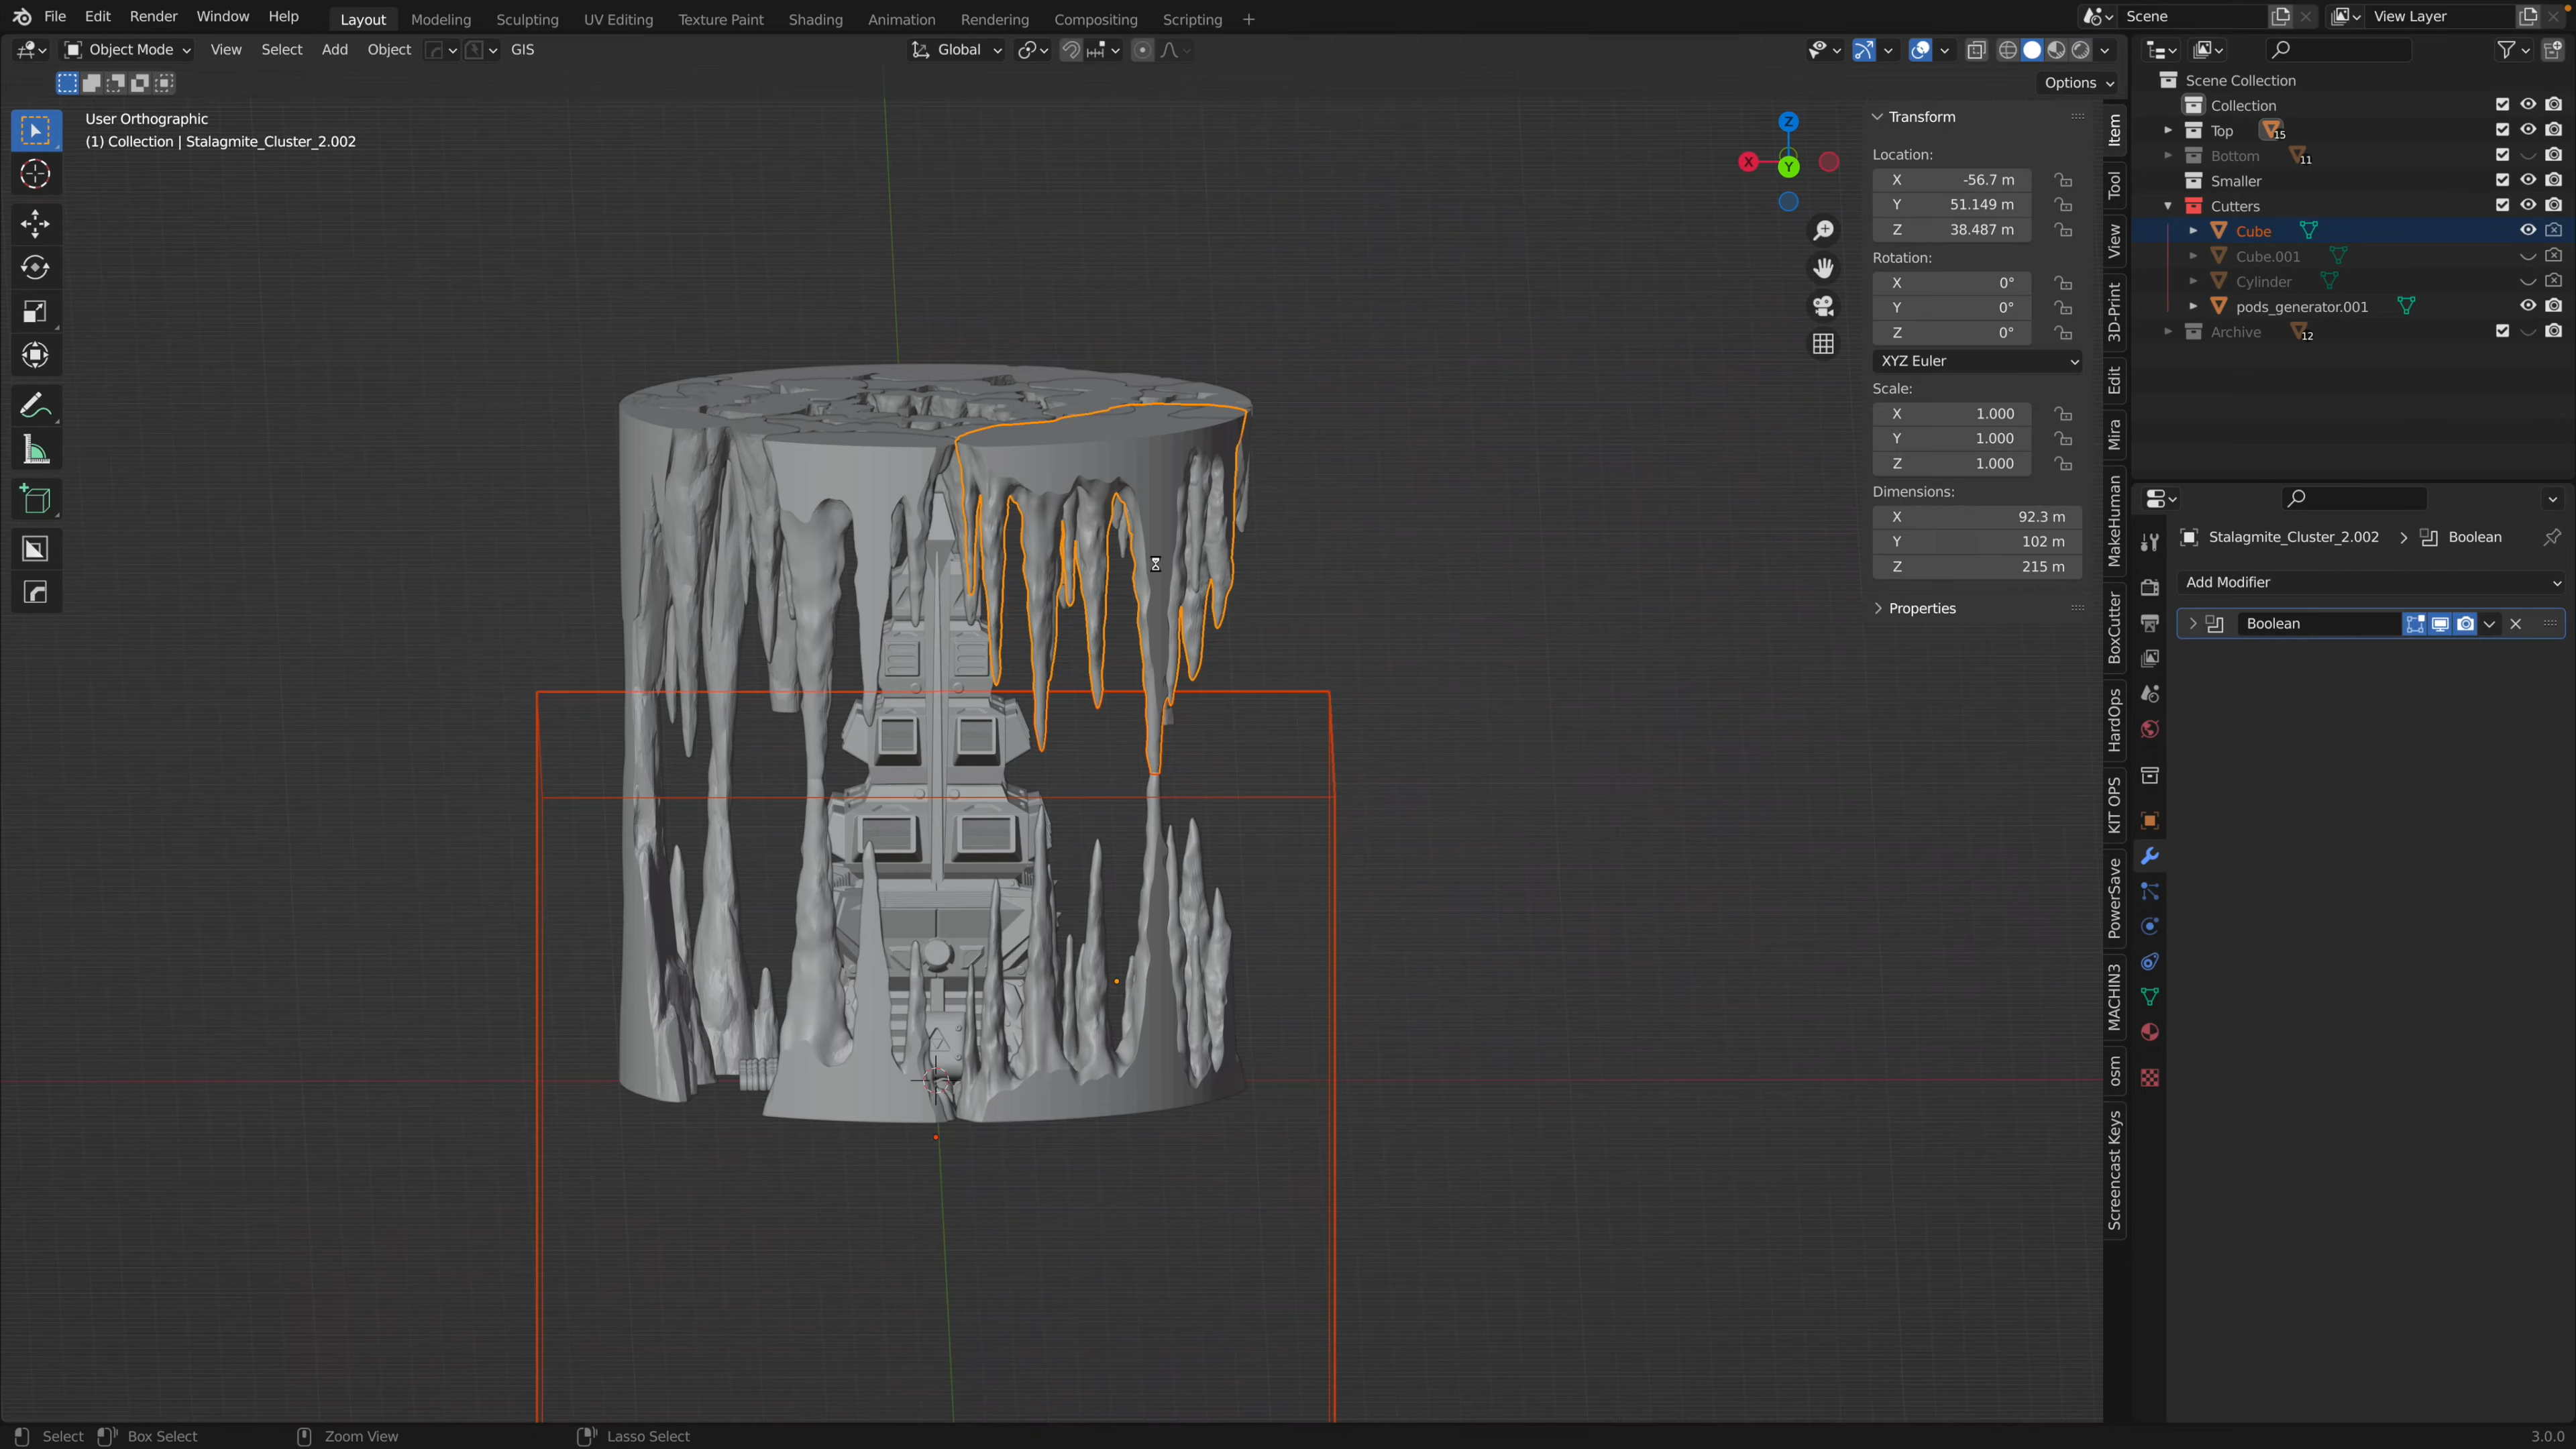 File Edit Render Window Help Layout Modeling Sculpting UV Editing Texture Paint Shading Animation Rendering Compositing Scripting + Scene View Layer
Object Mode View Select Add Object GIS Global
Options
User Orthographic
(1) Collection | Stalagmite_Cluster_2.002
Z
X
Y
Transform
Location:
X -56.7 m
Y 51.149 m
Z 38.487 m
Rotation:
X 0°
Y 0°
Z 0°
XYZ Euler
Scale:
X 1.000
Y 1.000
Z 1.000
Dimensions:
X 92.3 m
Y 102 m
Z 215 m
Properties
Item
Tool
View
3D-Print
Edit
Mira
MakeHuman
BoxCutter
HardOps
KIT OPS
PowerSave
MACHIN3
osm
Screencast Keys
Scene Collection
Collection
Top 15
Bottom 11
Smaller
Cutters
Cube
Cube.001
Cylinder
pods_generator.001
Archive 12
Stalagmite_Cluster_2.002 Boolean
Add Modifier
Boolean
Select Box Select Zoom View Lasso Select 3.0.0